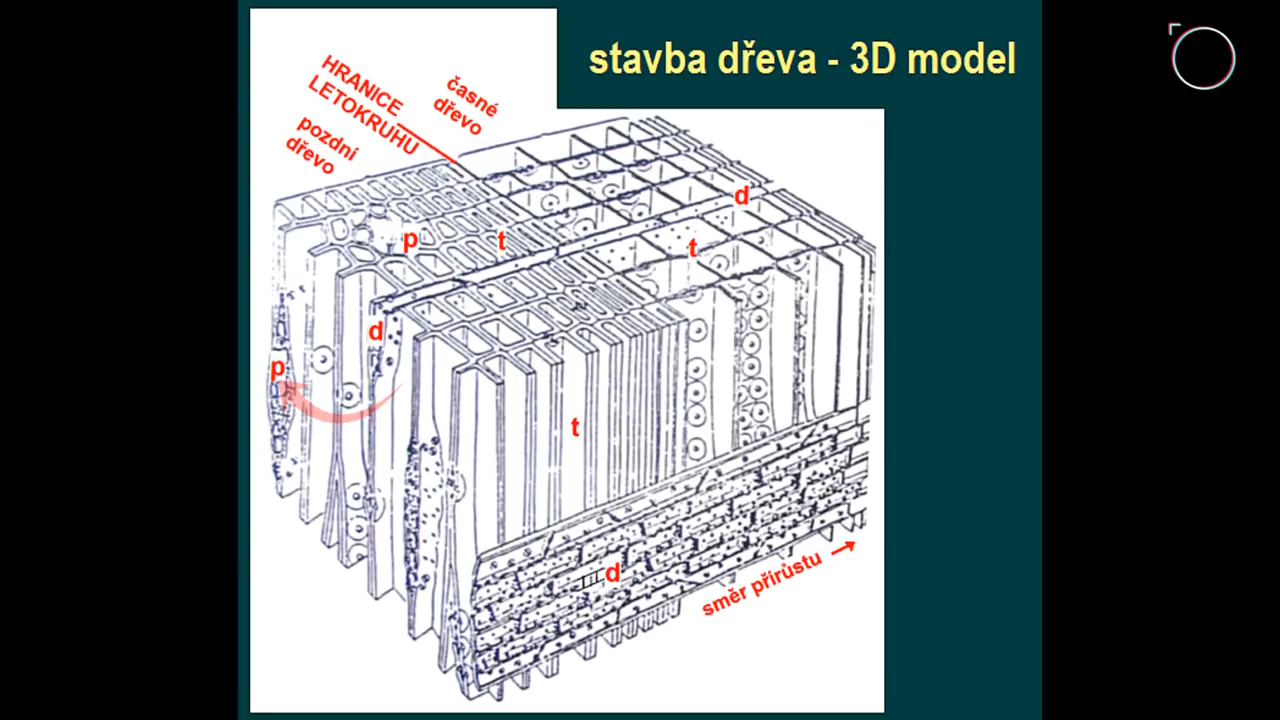 stavba dřeva - 3D model
HRANICE
LETOKRUHU
časné
dřevo
pozdní
dřevo
d
p
t
t
d
p
t
d
směr přírůstu